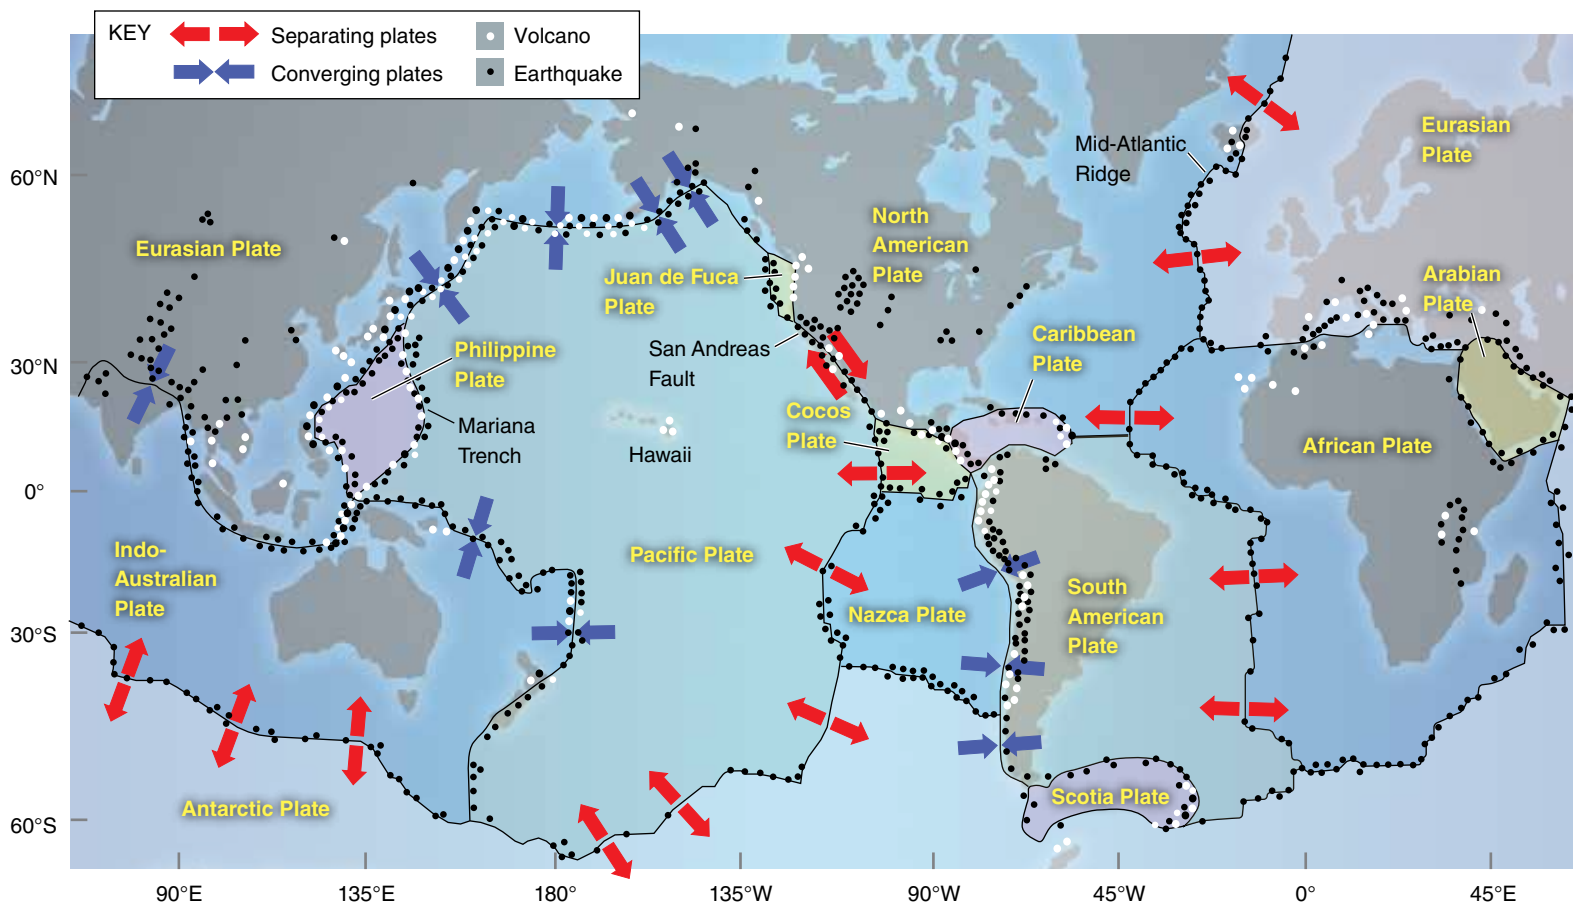 KEY
Separating plates
Volcano
Converging plates
Earthquake
60°N
30°N
0°
30°S
60°S
Eurasian Plate
Juan de Fuca
Plate
North
American
Plate
Mid-Atlantic
Ridge
Eurasian
Plate
Arabian
Plate
Philippine
Plate
San Andreas
Fault
Caribbean
Plate
Mariana
Trench
Hawaii
Cocos
Plate
African Plate
Indo-
Australian
Plate
Pacific Plate
Nazca Plate
South
American
Plate
Antarctic Plate
Scotia Plate
90°E
135°E
180°
135°W
90°W
45°W
0°
45°E